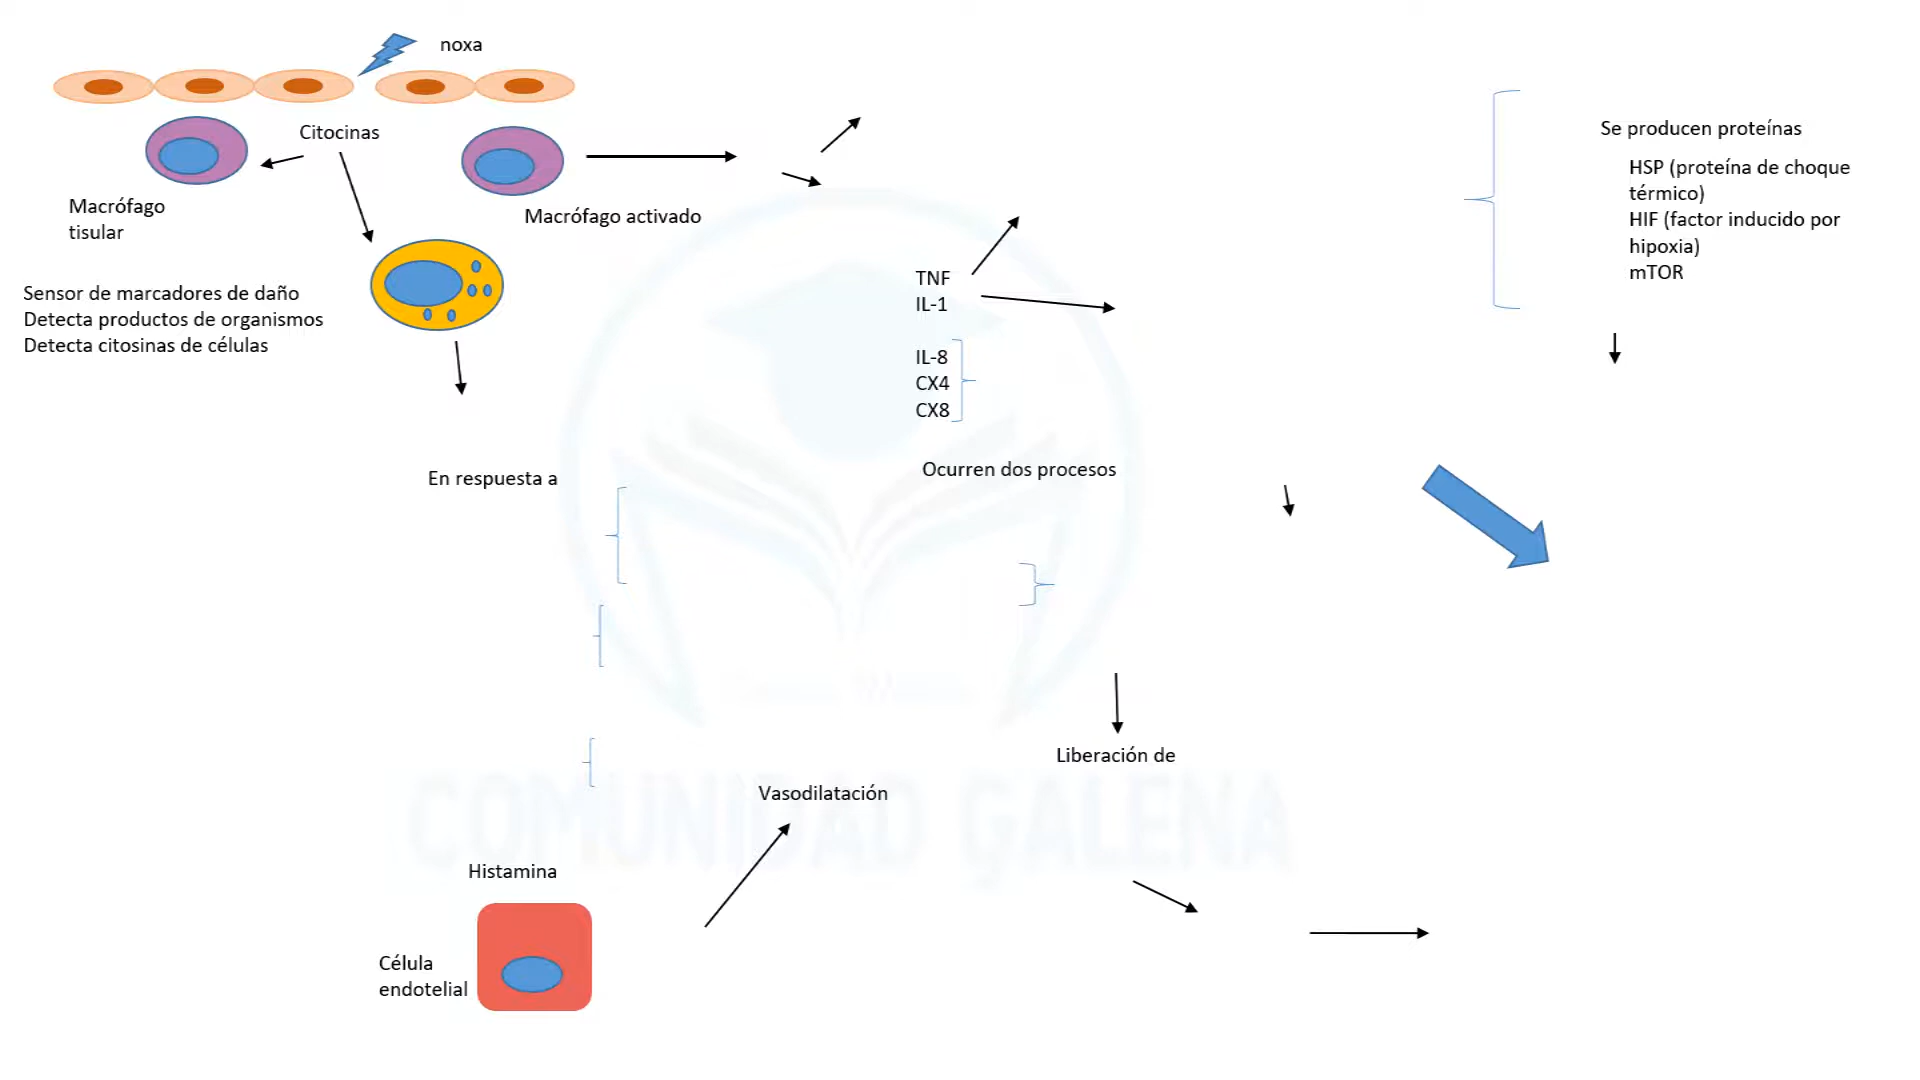 noxa
Citocinas
Macrófago
tisular
Macrófago activado
Sensor de marcadores de daño
Detecta productos de organismos
Detecta citosinas de células
En respuesta a
TNF
IL-1
IL-8
CX4
CX8
Ocurren dos procesos
Se producen proteínas
HSP (proteína de choque
térmico)
HIF (factor inducido por
hipoxia)
mTOR
Liberación de
Vasodilatación
COMUNIDAD GALENA
Histamina
Célula
endotelial